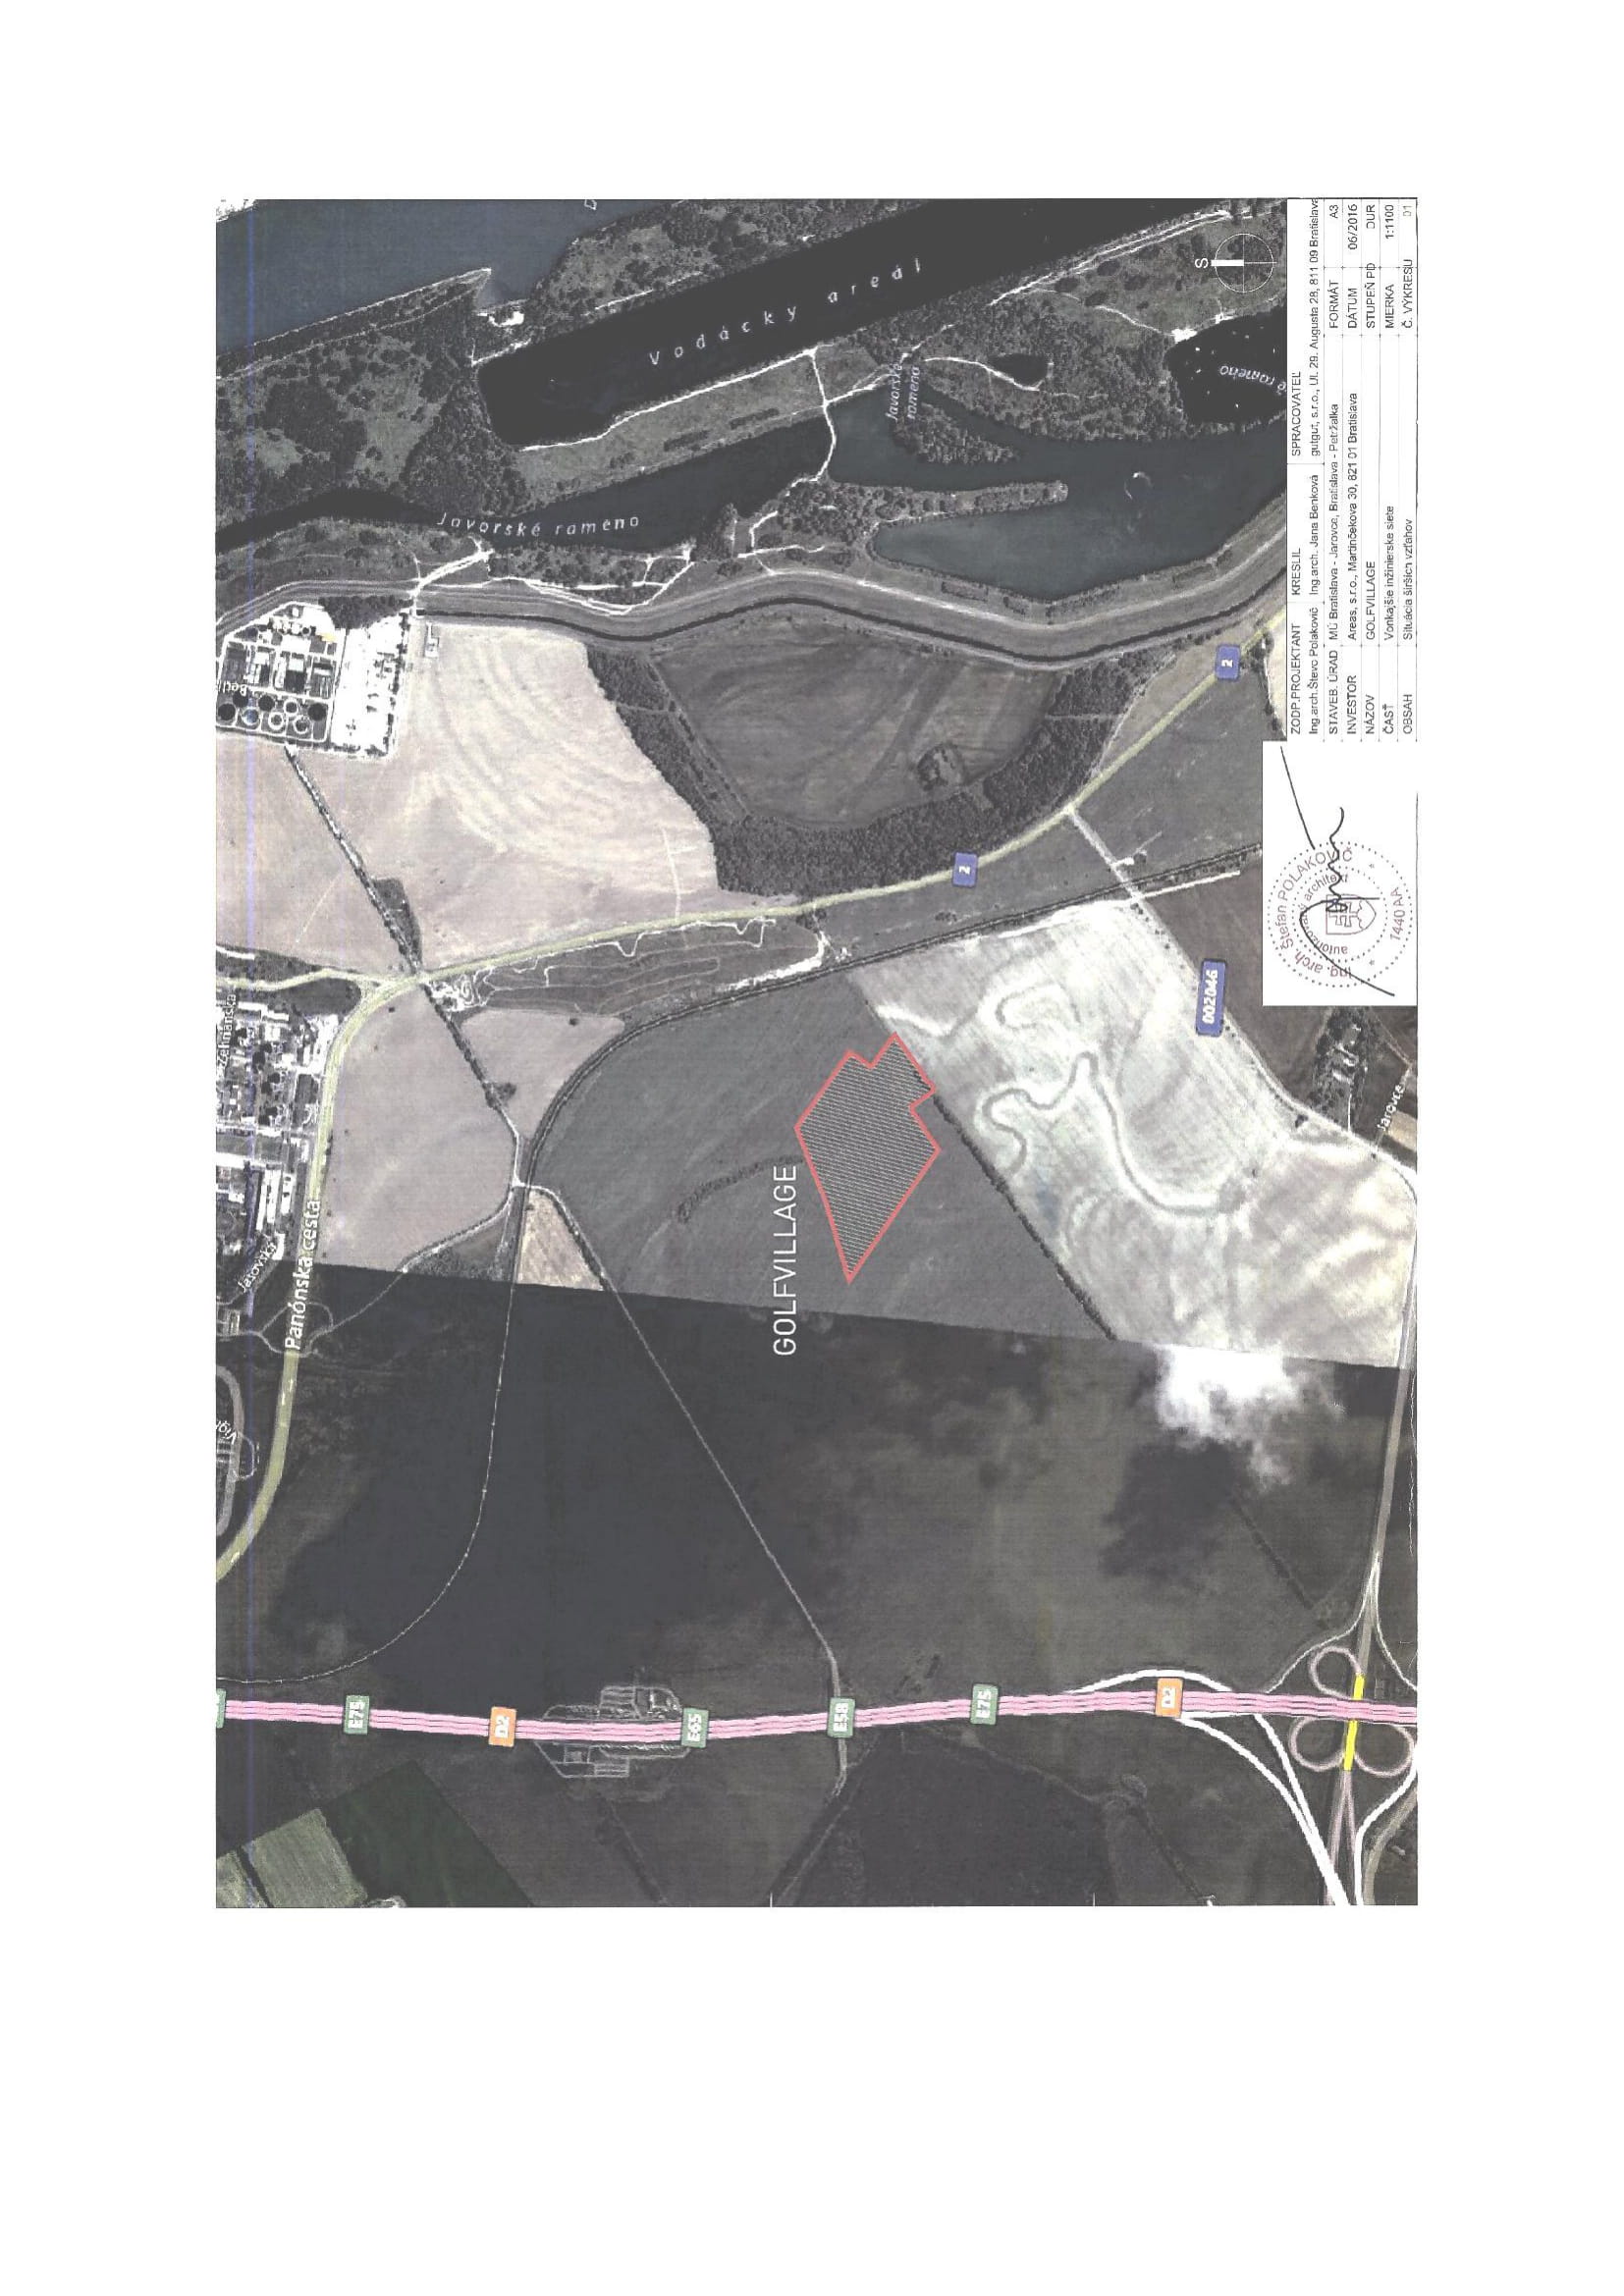 Žehnianska
Jasovská
Panónska cesta
E75
D2
Javorské rameno
E65
Vodácky areál
GOLFVILLAGE
E58
Javorské
rameno
2
E75
D2
002046
S
2
Jarovce
Ing. arch. Štefan POLAKOVIČ
autorizovaný architekt
* 1440 AA *
ZODP.PROJEKTANT KRESLIL SPRACOVATEĽ
Ing.arch.Števo Polakovič Ing.arch. Jana Benková gutgut, s.r.o., Ul. 29. Augusta 28, 811 09 Bratislava
STAVEB. ÚRAD MÚ Bratislava - Jarovce, Bratislava - Petržalka FORMÁT A3
INVESTOR Areas, s.r.o., Martinčekova 30, 821 01 Bratislava DÁTUM 06/2016
NÁZOV GOLFVILLAGE STUPEŇ PD DUR
ČASŤ Vonkajšie inžinierske siete MIERKA 1:1100
OBSAH Situácia širších vzťahov Č. VÝKRESU 01